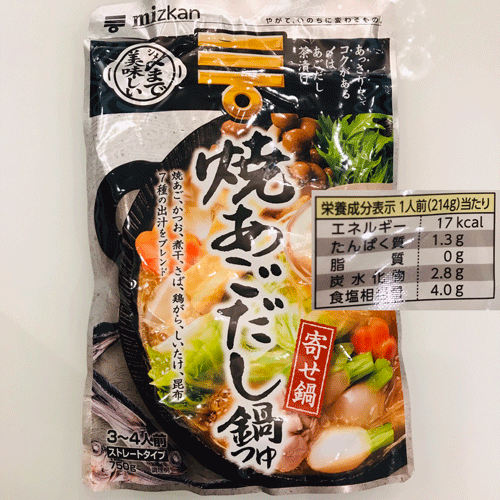 mizkan
やがて、いのちに変わるもの。
〆まで
美味しい
あっさりなのに
コクがある
〆は、
あごだし
茶漬け
焼あごだし鍋つゆ
焼あご、かつお、煮干、さば、鶏がら、しいたけ、昆布
7種の出汁をブレンド
寄せ鍋
3〜4人前
ストレートタイプ
750g
栄養成分表示 1人前(214g)当たり
エネルギー 17kcal
たんぱく質 1.3g
脂質 0g
炭水化物 2.8g
食塩相当量 4.0g